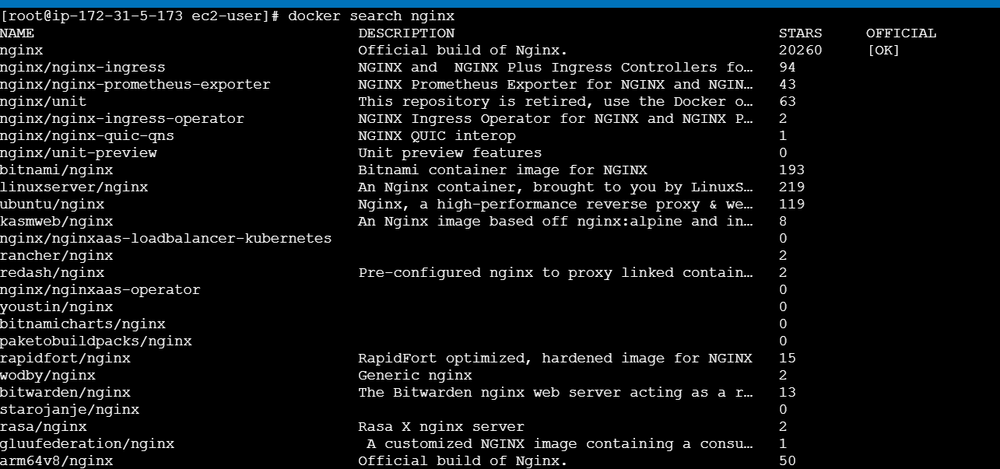 [root@ip-172-31-5-173 ec2-user]# docker search nginx
NAME DESCRIPTION STARS OFFICIAL
nginx Official build of Nginx. 20260 [OK]
nginx/nginx-ingress NGINX and  NGINX Plus Ingress Controllers fo… 94
nginx/nginx-prometheus-exporter NGINX Prometheus Exporter for NGINX and NGIN… 43
nginx/unit This repository is retired, use the Docker o… 63
nginx/nginx-ingress-operator NGINX Ingress Operator for NGINX and NGINX P… 2
nginx/nginx-quic-qns NGINX QUIC interop 1
nginx/unit-preview Unit preview features 0
bitnami/nginx Bitnami container image for NGINX 193
linuxserver/nginx An Nginx container, brought to you by LinuxS… 219
ubuntu/nginx Nginx, a high-performance reverse proxy & we… 119
kasmweb/nginx An Nginx image based off nginx:alpine and in… 8
nginx/nginxaas-loadbalancer-kubernetes 0
rancher/nginx 2
redash/nginx Pre-configured nginx to proxy linked contain… 2
nginx/nginxaas-operator 0
youstin/nginx 0
bitnamicharts/nginx 0
paketobuildpacks/nginx 0
rapidfort/nginx RapidFort optimized, hardened image for NGINX 15
wodby/nginx Generic nginx 2
bitwarden/nginx The Bitwarden nginx web server acting as a r… 13
starojanje/nginx 0
rasa/nginx Rasa X nginx server 2
gluufederation/nginx A customized NGINX image containing a consu… 1
arm64v8/nginx Official build of Nginx. 50